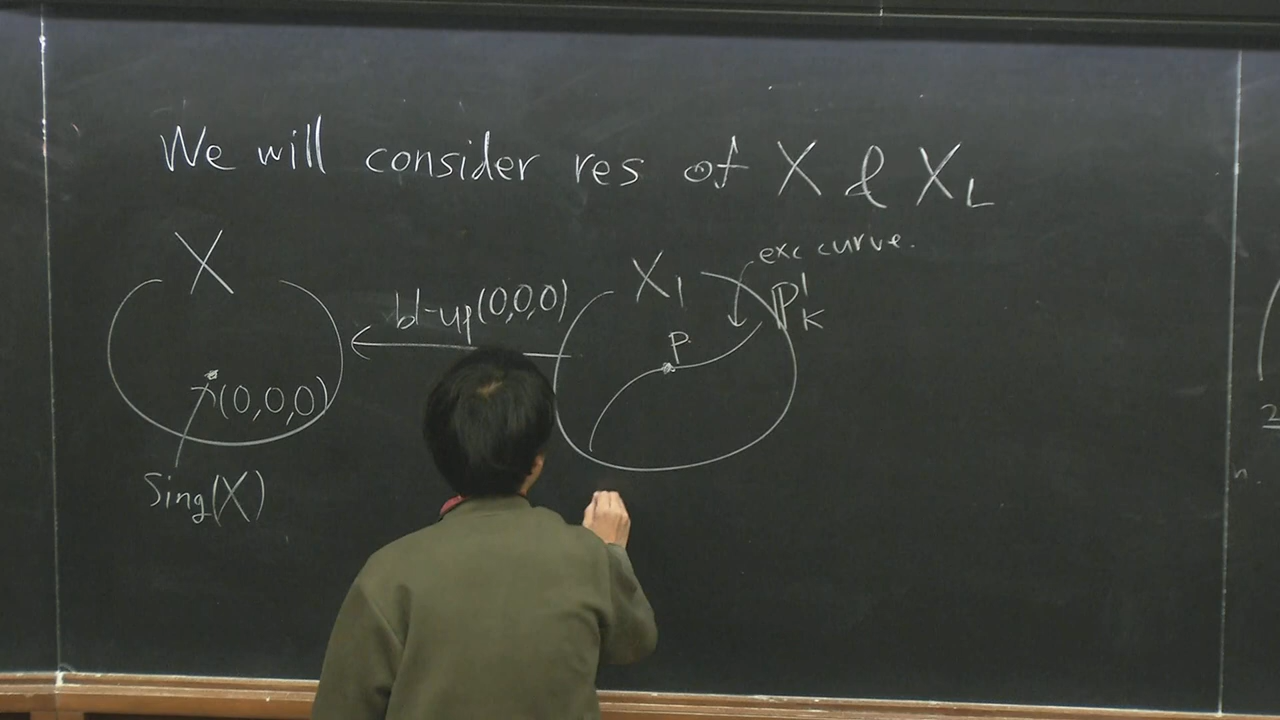 We will consider res of X & X_L
X
bl-up(0,0,0)
X_1
exc curve.
P^1_K
P
(0,0,0)
Sing(X)
2